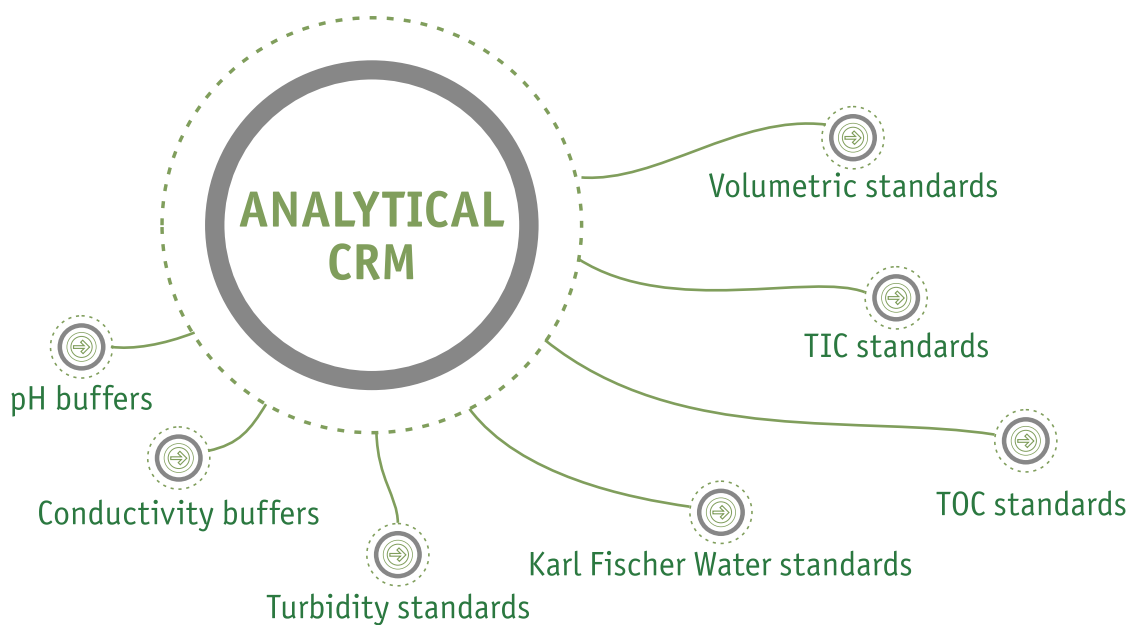 ANALYTICAL
CRM
Volumetric standards
TIC standards
pH buffers
TOC standards
Conductivity buffers
Karl Fischer Water standards
Turbidity standards